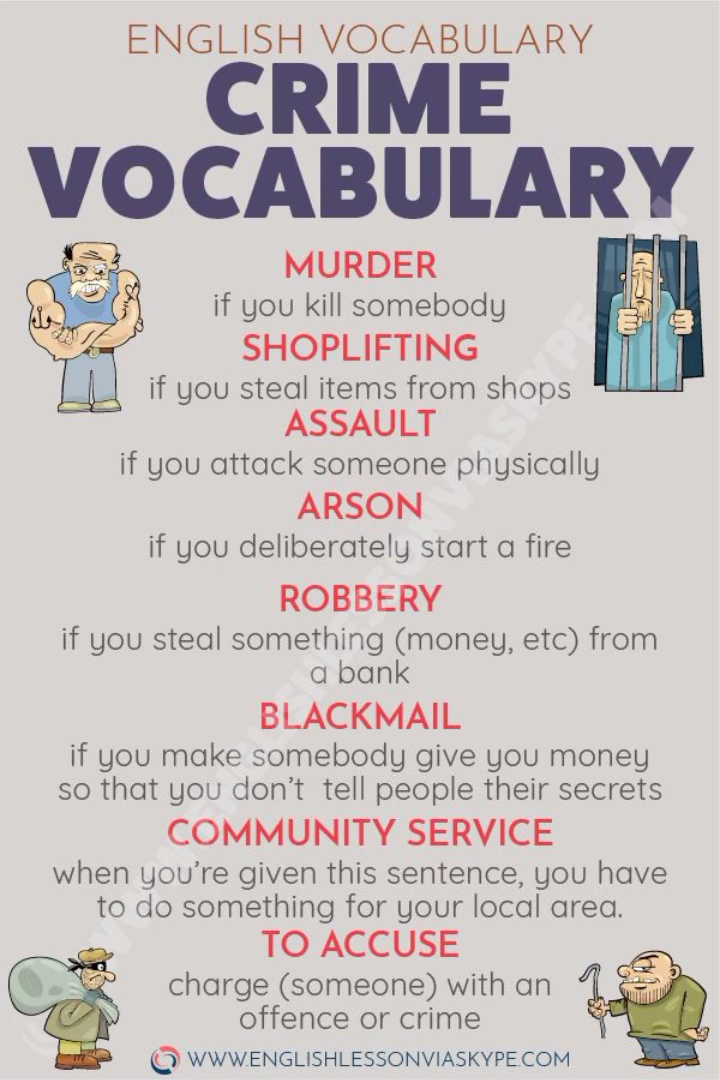 ENGLISH VOCABULARY
CRIME
VOCABULARY
MURDER
if you kill somebody
SHOPLIFTING
if you steal items from shops
ASSAULT
if you attack someone physically
ARSON
if you deliberately start a fire
ROBBERY
if you steal something (money, etc) from
a bank
BLACKMAIL
if you make somebody give you money
so that you don't tell people their secrets
COMMUNITY SERVICE
when you're given this sentence, you have
to do something for your local area.
TO ACCUSE
charge (someone) with an
offence or crime
WWW.ENGLISHLESSONVIASKYPE.COM
WWW.ENGLISHLESSONVIASKYPE.COM